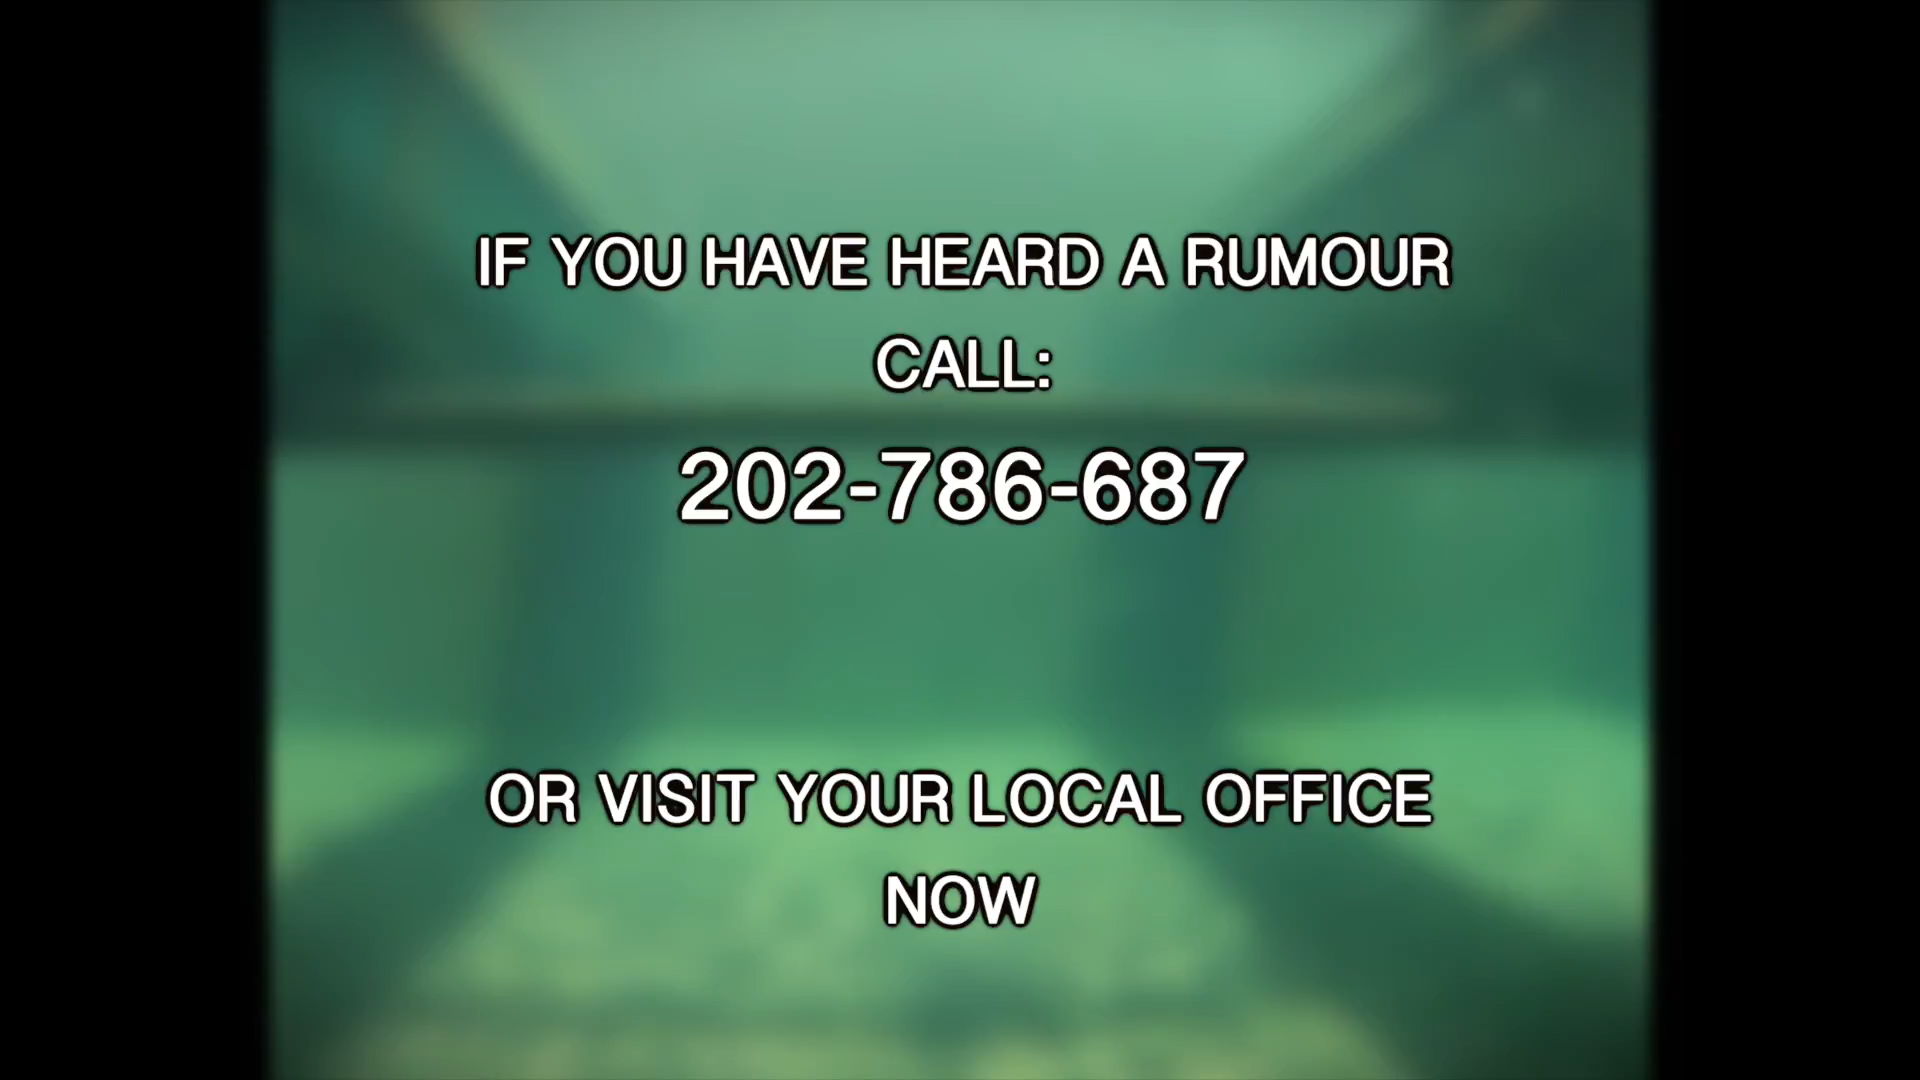 IF YOU HAVE HEARD A RUMOUR
CALL:
202-786-687
OR VISIT YOUR LOCAL OFFICE
NOW